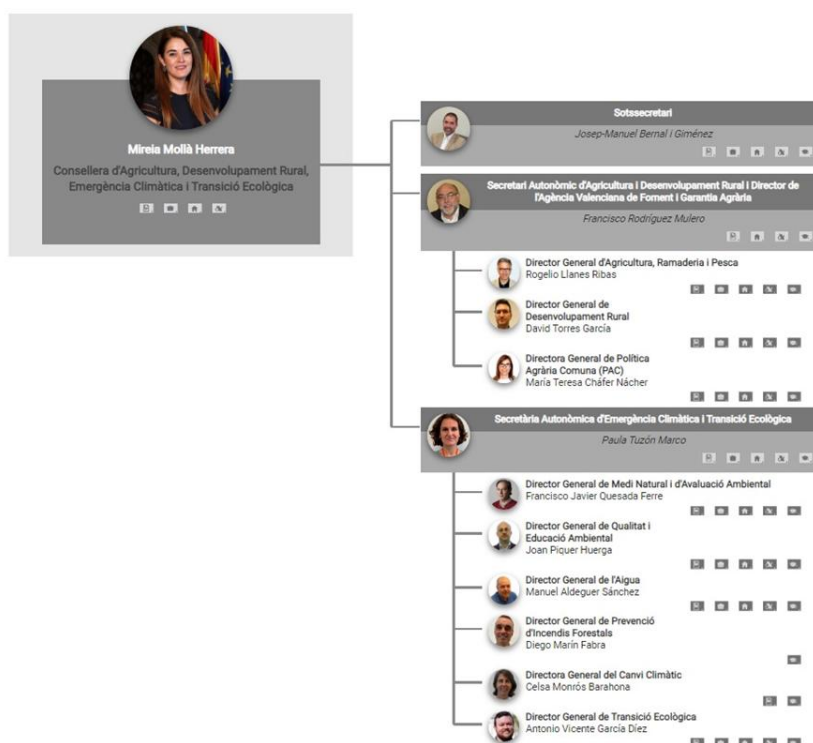 Mireia Mollà Herrera
Consellera d'Agricultura, Desenvolupament Rural,
Emergència Climàtica i Transició Ecològica
Sotssecretari
Josep-Manuel Bernal i Giménez
Secretari Autonòmic d'Agricultura i Desenvolupament Rural i Director de
l'Agència Valenciana de Foment i Garantia Agrària
Francisco Rodríguez Mulero
Director General d'Agricultura, Ramaderia i Pesca
Rogelio Llanes Ribas
Director General de
Desenvolupament Rural
David Torres García
Directora General de Política
Agrària Comuna (PAC)
María Teresa Cháfer Nácher
Secretària Autonòmica d'Emergència Climàtica i Transició Ecològica
Paula Tuzón Marco
Director General de Medi Natural i d'Avaluació Ambiental
Francisco Javier Quesada Ferre
Director General de Qualitat i
Educació Ambiental
Joan Piquer Huerga
Director General de l'Aigua
Manuel Aldeguer Sánchez
Director General de Prevenció
d'Incendis Forestals
Diego Marín Fabra
Directora General del Canvi Climàtic
Celsa Monrós Barahona
Director General de Transició Ecològica
Antonio Vicente García Díez